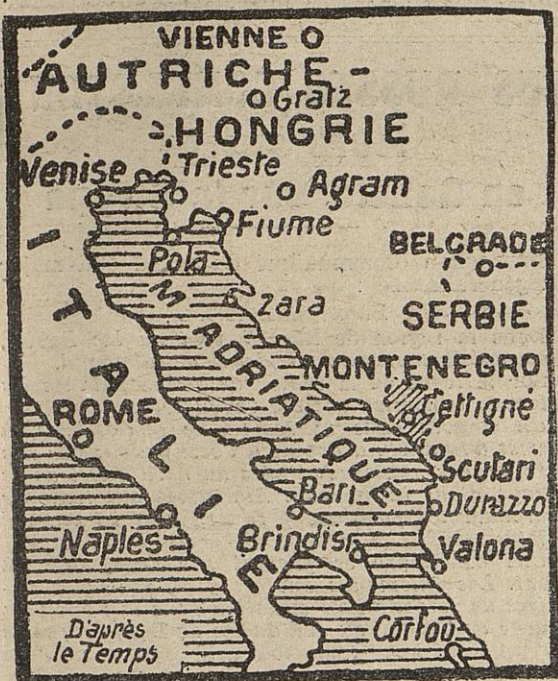 VIENNE
AUTRICHE-
Gratz
HONGRIE
Venise
Trieste
Agram
Fiume
BELGRADE
Pola
Zara
SERBIE
ITALIE
M ADRIATIQUE
MONTENEGRO
ROME
Cettigné
Scutari
Bari
Durazzo
Naples
Brindisi
Valona
D'après
le Temps
Corfou